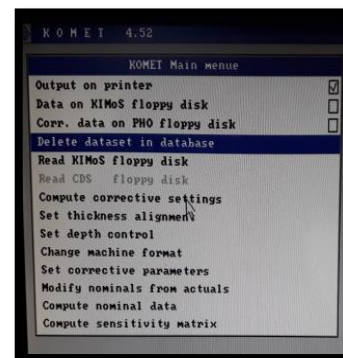 K O M E T   4.52
KOMET Main menue
Output on printer
Data on KIMoS floppy disk
Corr. data on PHO floppy disk
Delete dataset in database
Read KIMoS floppy disk
Read CDS   floppy disk
Compute corrective settings
Set thickness alignment
Set depth control
Change machine format
Set corrective parameters
Modify nominals from actuals
Compute nominal data
Compute sensitivity matrix